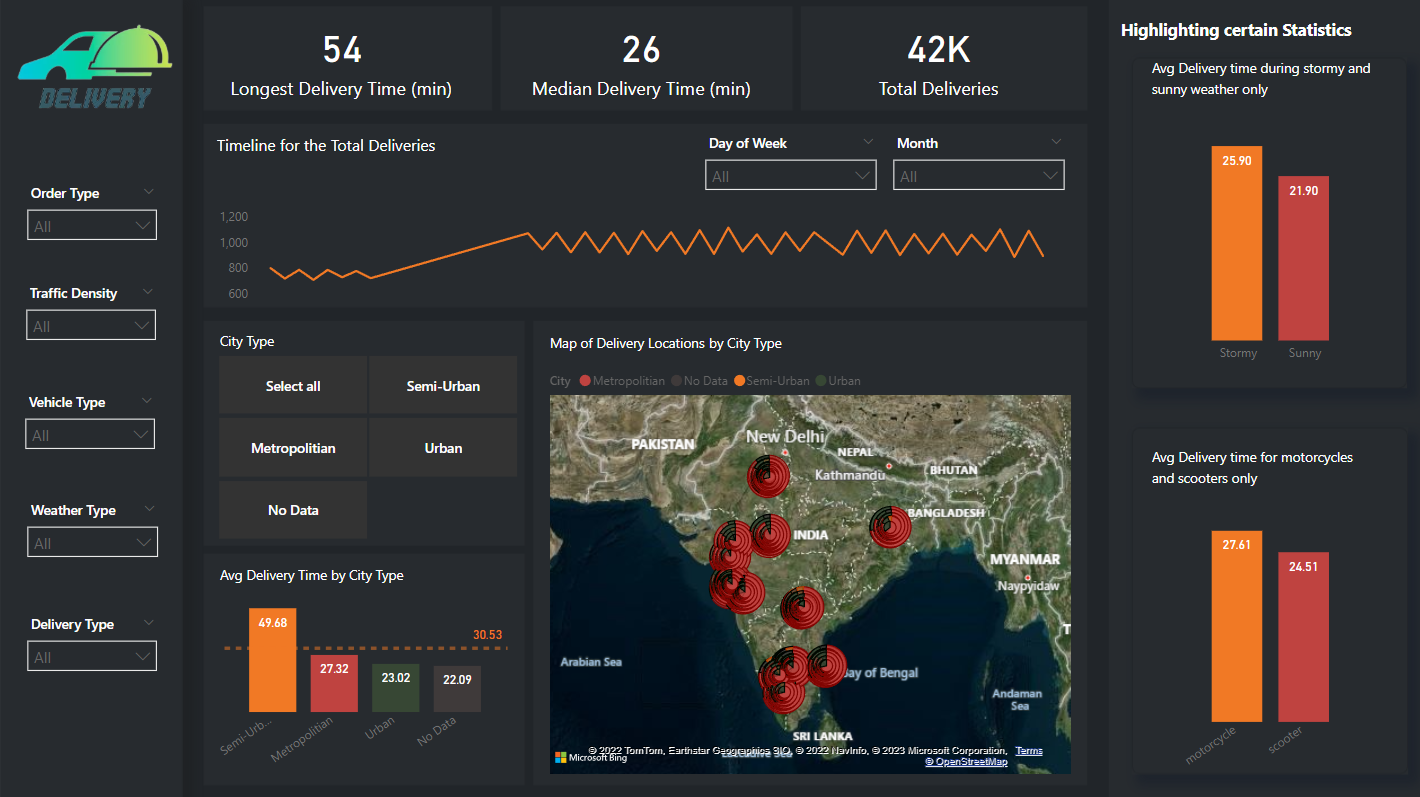 DELIVERY
Order Type
All
Traffic Density
All
Vehicle Type
All
Weather Type
All
Delivery Type
All
54
Longest Delivery Time (min)
26
Median Delivery Time (min)
42K
Total Deliveries
Timeline for the Total Deliveries
Day of Week
All
Month
All
1,200
1,000
800
600
City Type
Select all
Semi-Urban
Metropolitian
Urban
No Data
Avg Delivery Time by City Type
30.53
49.68
27.32
23.02
22.09
Semi-Urb...
Metropolitian
Urban
No Data
Map of Delivery Locations by City Type
City Metropolitian No Data Semi-Urban Urban
PAKISTAN
New Delhi
NEPAL
Kathmandu
BHUTAN
BANGLADESH
INDIA
MYANMAR
Naypyidaw
T
Arabian Sea
Bay of Bengal
Andaman
Sea
SRI LANKA
Laccadive Sea
© 2022 TomTom, Earthstar Geographics SIO, © 2022 NavInfo, © 2023 Microsoft Corporation, Terms
Microsoft Bing
© OpenStreetMap
Highlighting certain Statistics
Avg Delivery time during stormy and
sunny weather only
25.90
21.90
Stormy
Sunny
Avg Delivery time for motorcycles
and scooters only
27.61
24.51
motorcycle
scooter